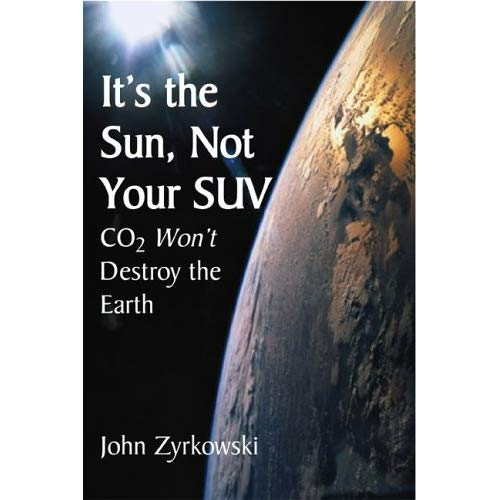 It's the
Sun, Not
Your SUV
CO₂ Won't
Destroy the
Earth
John Zyrkowski